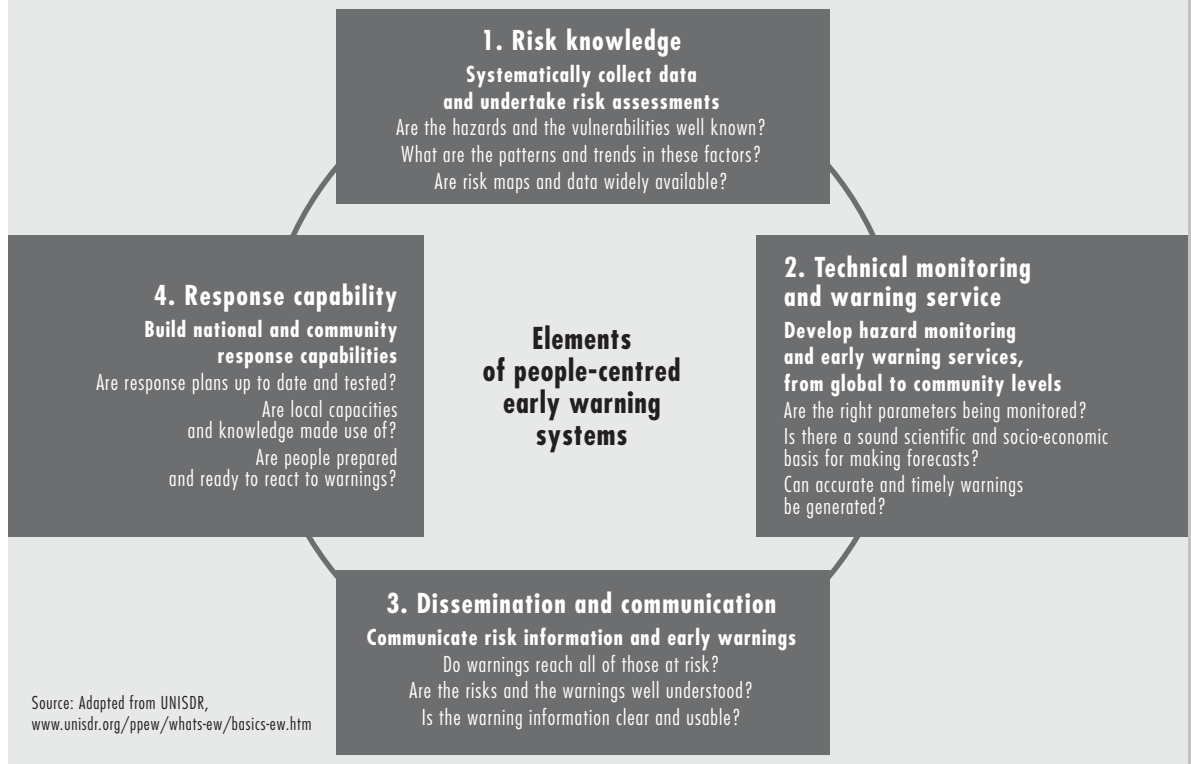 1. Risk knowledge
Systematically collect data
and undertake risk assessments
Are the hazards and the vulnerabilities well known?
What are the patterns and trends in these factors?
Are risk maps and data widely available?
2. Technical monitoring
and warning service
Develop hazard monitoring
and early warning services,
from global to community levels
Are the right parameters being monitored?
Is there a sound scientific and socio-economic
basis for making forecasts?
Can accurate and timely warnings
be generated?
3. Dissemination and communication
Communicate risk information and early warnings
Do warnings reach all of those at risk?
Are the risks and the warnings well understood?
Is the warning information clear and usable?
4. Response capability
Build national and community
response capabilities
Are response plans up to date and tested?
Are local capacities
and knowledge made use of?
Are people prepared
and ready to react to warnings?
Elements
of people-centred
early warning
systems
Source: Adapted from UNISDR,
www.unisdr.org/ppew/whats-ew/basics-ew.htm